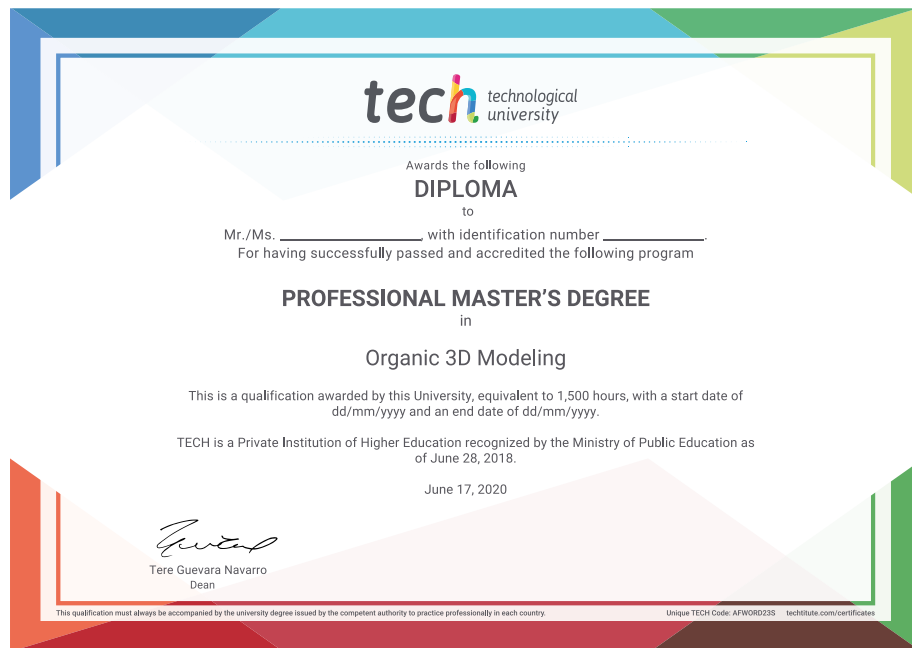 tech technological
university
Awards the following
DIPLOMA
to
Mr./Ms. ____________________, with identification number ______________.
For having successfully passed and accredited the following program
PROFESSIONAL MASTER'S DEGREE
in
Organic 3D Modeling
This is a qualification awarded by this University, equivalent to 1,500 hours, with a start date of
dd/mm/yyyy and an end date of dd/mm/yyyy.
TECH is a Private Institution of Higher Education recognized by the Ministry of Public Education as
of June 28, 2018.
June 17, 2020
Tere Guevara Navarro
Dean
This qualification must always be accompanied by the university degree issued by the competent authority to practice professionally in each country. Unique TECH Code: AFWORD23S techtitute.com/certificates